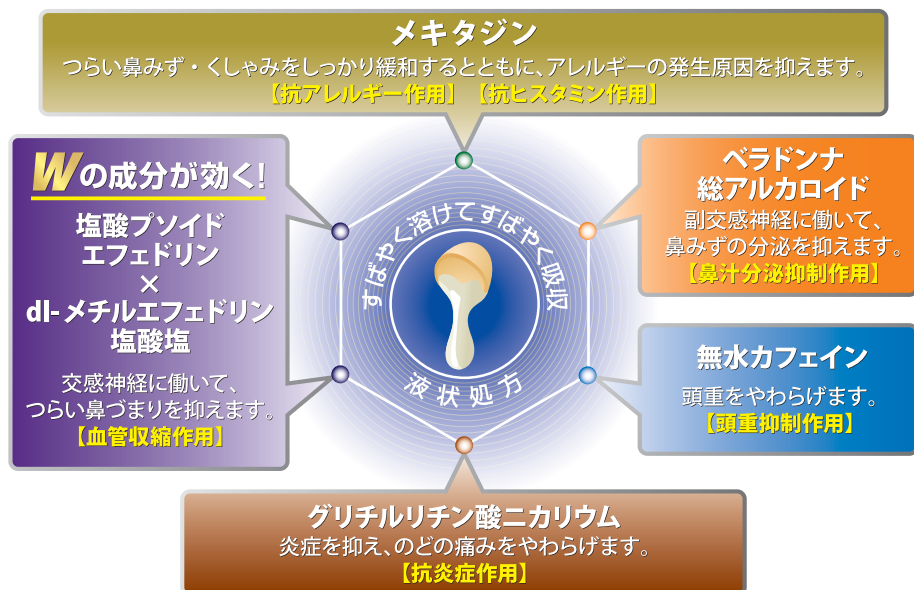 メキタジン
つらい鼻みず・くしゃみをしっかり緩和するとともに、アレルギーの発生原因を抑えます。
【抗アレルギー作用】【抗ヒスタミン作用】
Wの成分が効く!
塩酸プソイド
エフェドリン
×
dl-メチルエフェドリン
塩酸塩
交感神経に働いて、
つらい鼻づまりを抑えます。
【血管収縮作用】
すばやく溶けてすばやく吸収
液状処方
ベラドンナ
総アルカロイド
副交感神経に働いて、
鼻みずの分泌を抑えます。
【鼻汁分泌抑制作用】
無水カフェイン
頭重をやわらげます。
【頭重抑制作用】
グリチルリチン酸二カリウム
炎症を抑え、のどの痛みをやわらげます。
【抗炎症作用】